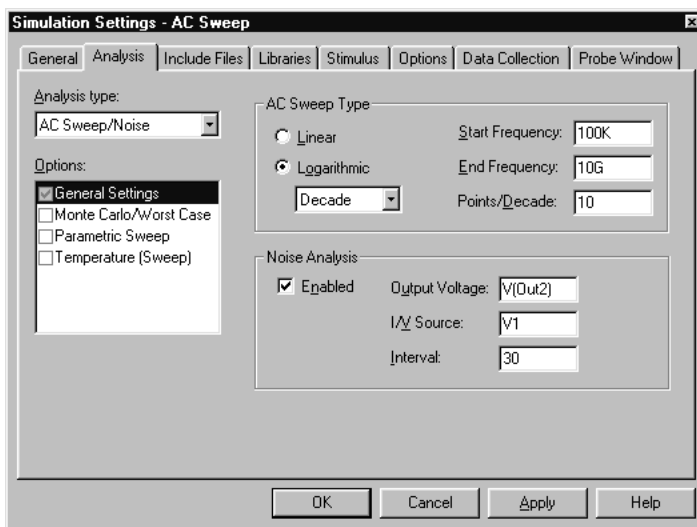 Simulation Settings - AC Sweep
General Analysis Include Files Libraries Stimulus Options Data Collection Probe Window
Analysis type:
AC Sweep/Noise
Options:
General Settings
Monte Carlo/Worst Case
Parametric Sweep
Temperature (Sweep)
AC Sweep Type
Linear
Logarithmic
Decade
Start Frequency: 100K
End Frequency: 10G
Points/Decade: 10
Noise Analysis
Enabled
Output Voltage: V(Out2)
I/V Source: V1
Interval: 30
OK Cancel Apply Help